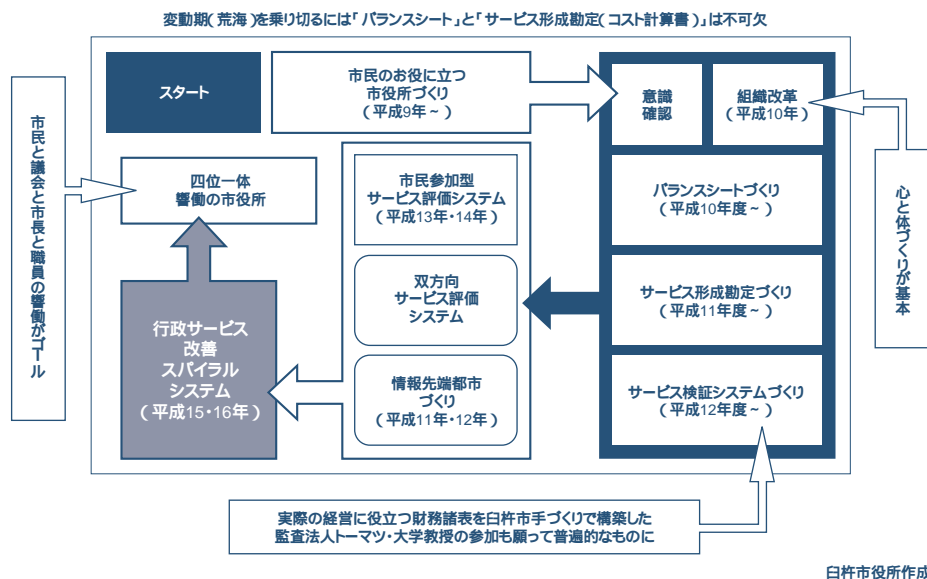 変動期(荒海)を乗り切るには「バランスシート」と「サービス形成勘定(コスト計算書)」は不可欠
スタート
市民のお役に立つ
市役所づくり
(平成9年~)
意識
確認
組織改革
(平成10年)
市民と議会と市長と職員の響働がゴール
四位一体
響働の市役所
市民参加型
サービス評価システム
(平成13年・14年)
バランスシートづくり
(平成10年度~)
心と体づくりが基本
双方向
サービス評価
システム
サービス形成勘定づくり
(平成11年度~)
行政サービス
改善
スパイラル
システム
(平成15・16年)
情報先端都市
づくり
(平成11年・12年)
サービス検証システムづくり
(平成12年度~)
実際の経営に役立つ財務諸表を臼杵市手づくりで構築した
監査法人トーマツ・大学教授の参加も願って普遍的なものに
臼杵市役所作成